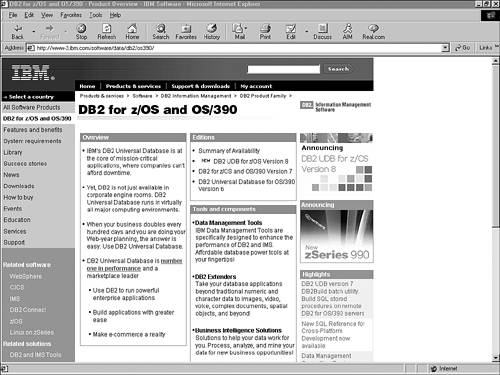 DB2 for z/OS and OS/390 - Product Overview - IBM Software - Microsoft Internet Explorer
File Edit View Favorites Tools Help
Back Forward Stop Refresh Home Search Favorites History Mail Print Edit Discuss AIM Real.com
Address http://www-3.ibm.com/software/data/db2/os390/ Go Links
IBM
Search
Home Products & services Support & downloads My account
Select a country
All Software Products
DB2 for z/OS and OS/390
Features and benefits
System requirements
Library
Success stories
News
Downloads
How to buy
Events
Education
Services
Support
Related software
WebSphere
CICS
IMS
DB2 Connect
zOS
Linux on zSeries
Related solutions
DB2 and IMS Tools
Products & services > Software > DB2 Information Management > DB2 Product Family >
DB2 for z/OS and OS/390
DB2. Information Management
Software
Overview
IBM's DB2 Universal Database is at
the core of mission-critical
applications, where companies can't
afford downtime.
Yet, DB2 is not just available in
corporate engine rooms. DB2
Universal Database runs in virtually
all major computing environments.
When your business doubles every
hundred days and you are doing your
Web-year planning, the answer is
easy: Use DB2 Universal Database.
DB2 Universal Database is number
one in performance and a
marketplace leader
Use DB2 to run powerful
enterprise applications
Build applications with greater
ease
Make e-commerce a reality
Editions
Summary of Availability
NEW DB2 UDB for z/OS Version 8
DB2 for z/OS and OS/390 Version 7
DB2 Universal Database for OS/390
Version 6
Tools and components
Data Management Tools
IBM Data Management Tools are
specifically designed to enhance the
performance of DB2 and IMS.
Affordable database power tools at
your fingertips!
DB2 Extenders
Take your database applications
beyond traditional numeric and
character data to images, video,
voice, complex documents, spatial
objects, and beyond!
Business Intelligence Solutions
Solutions to help your data work for
you. Process, analyze, and mine your
data for new business opportunities!
Announcing
DB2 UDB for z/OS
Version 8
Announcing
New
zSeries 990
Highlights
DB2 UDB version 7
DB2Build batch utility.
Build SQL stored
procedures on DB2
for OS/390 servers
New SQL Reference for
Cross-Platform
Development now
available
Data Management
Internet